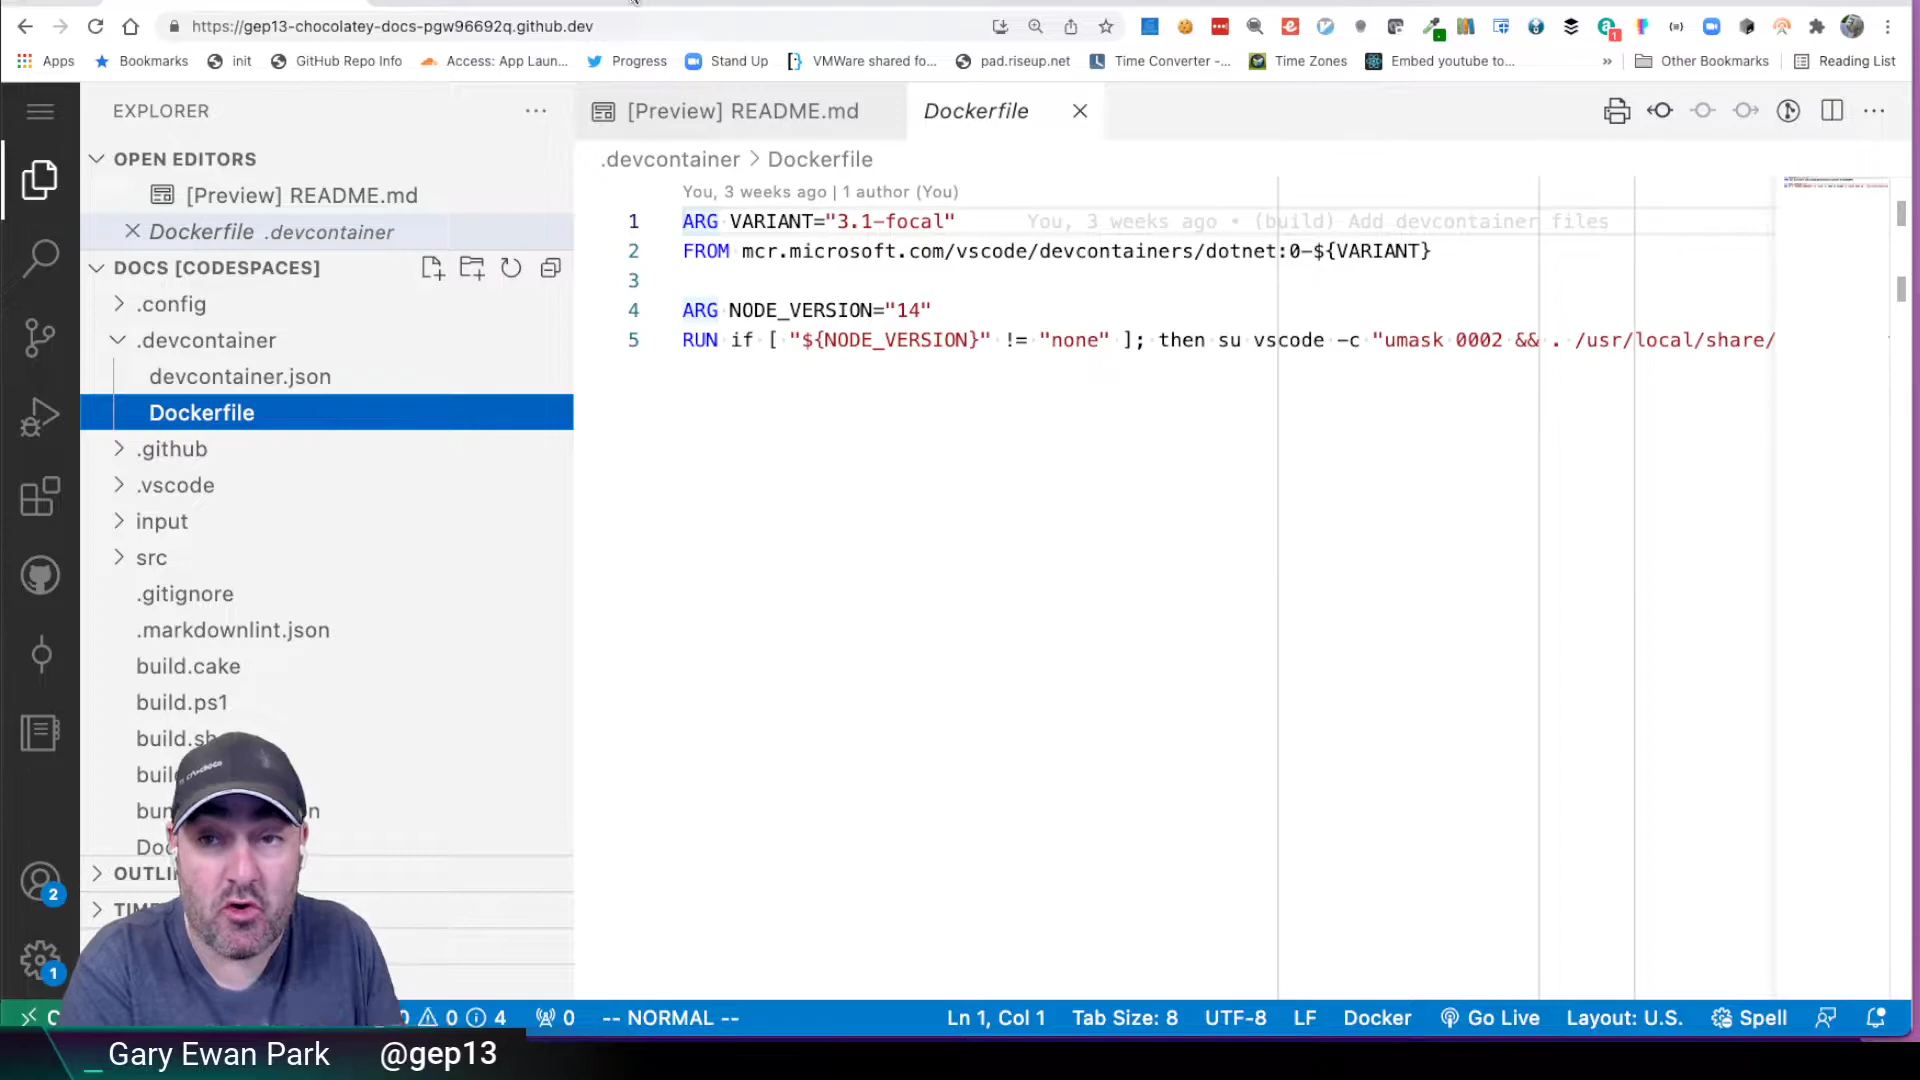 https://gep13-chocolatey-docs-pgw96692q.github.dev
Apps
Bookmarks
init
GitHub Repo Info
Access: App Laun...
Progress
Stand Up
VMWare shared fo...
pad.riseup.net
Time Converter -...
Time Zones
Embed youtube to...
»
Other Bookmarks
Reading List
EXPLORER
[Preview] README.md
Dockerfile
OPEN EDITORS
[Preview] README.md
Dockerfile .devcontainer
DOCS [CODESPACES]
.config
.devcontainer
devcontainer.json
Dockerfile
.github
.vscode
input
src
.gitignore
.markdownlint.json
build.cake
build.ps1
build.sh
.devcontainer > Dockerfile
You, 3 weeks ago | 1 author (You)
1 ARG VARIANT="3.1-focal" You, 3 weeks ago • (build) Add devcontainer files
2 FROM mcr.microsoft.com/vscode/devcontainers/dotnet:0-${VARIANT}
3
4 ARG NODE_VERSION="14"
5 RUN if [ "${NODE_VERSION}" != "none" ]; then su vscode -c "umask 0002 && . /usr/local/share/
2
1
1
0 0 4 0 -- NORMAL -- Ln 1, Col 1 Tab Size: 8 UTF-8 LF Docker Go Live Layout: U.S. Spell
_ Gary Ewan Park @gep13